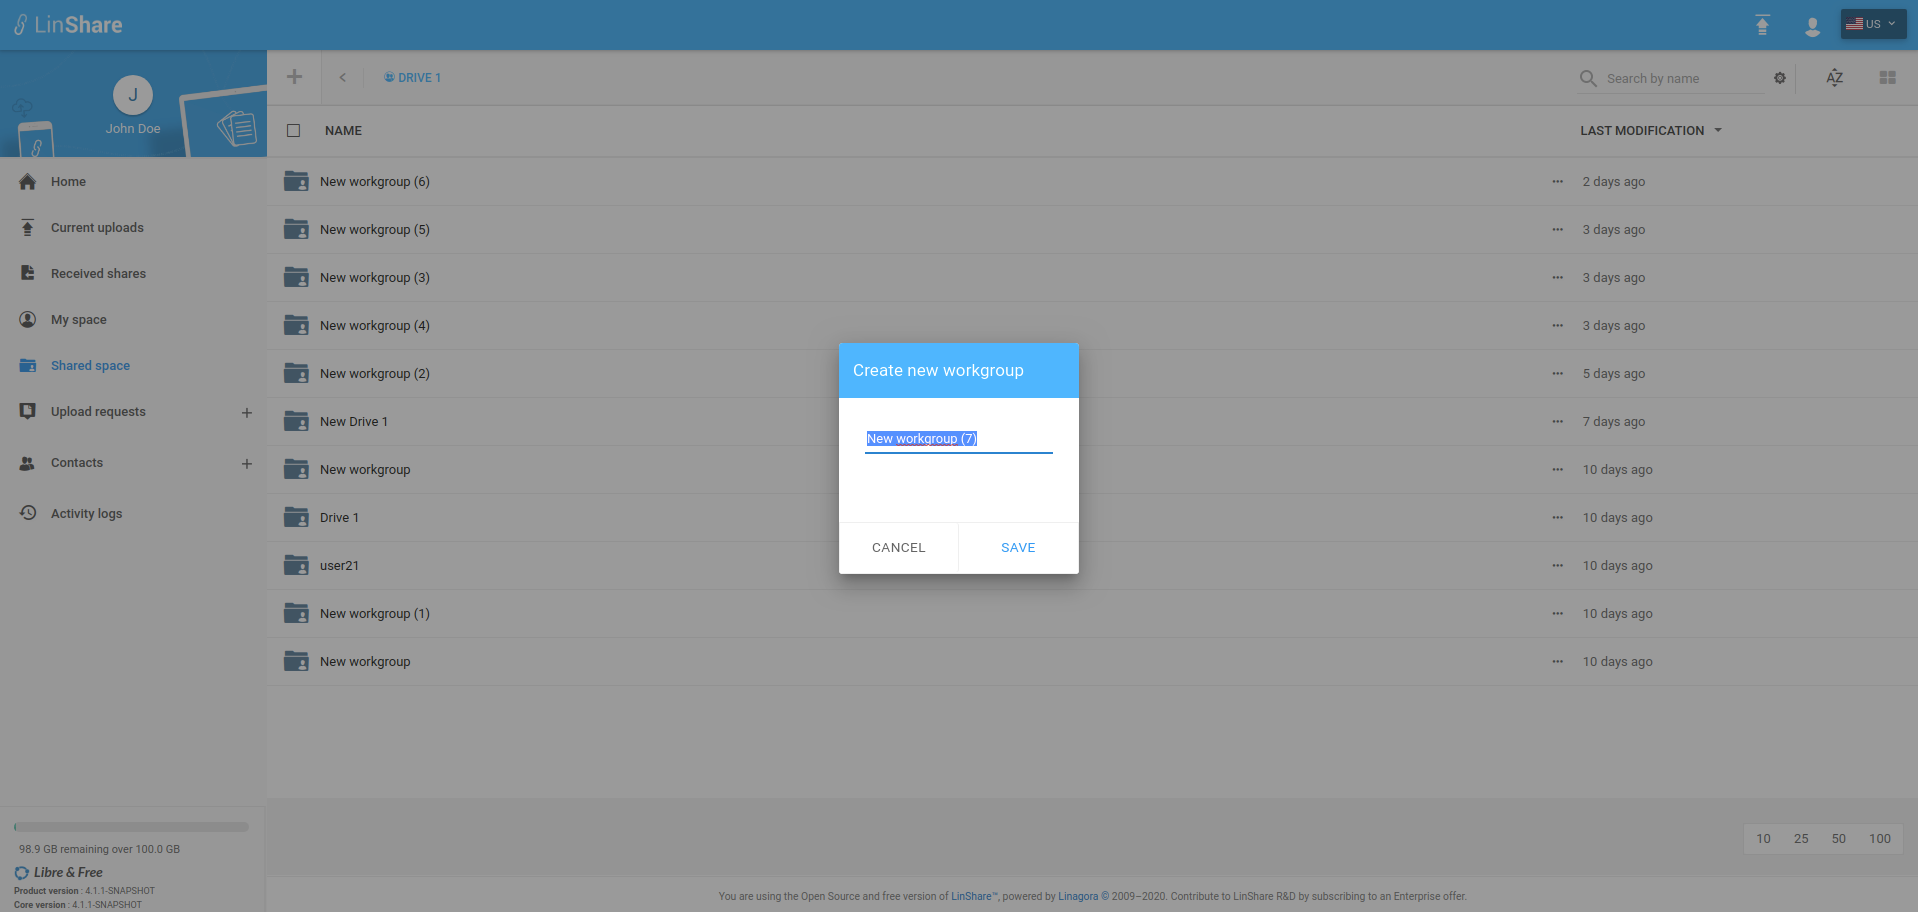 LinShare
US
J
John Doe
DRIVE 1
Search by name
AZ
NAME
LAST MODIFICATION
Home
Current uploads
Received shares
My space
Shared space
Upload requests
Contacts
Activity logs
New workgroup (6) 2 days ago
New workgroup (5) 3 days ago
New workgroup (3) 3 days ago
New workgroup (4) 3 days ago
New workgroup (2) 5 days ago
New Drive 1 7 days ago
New workgroup 10 days ago
Drive 1 10 days ago
user21 10 days ago
New workgroup (1) 10 days ago
New workgroup 10 days ago
Create new workgroup
New workgroup (7)
CANCEL SAVE
10 25 50 100
98.9 GB remaining over 100.0 GB
Libre & Free
Product version : 4.1.1-SNAPSHOT
Core version : 4.1.1-SNAPSHOT
You are using the Open Source and free version of LinShare™, powered by Linagora © 2009–2020. Contribute to LinShare R&D by subscribing to an Enterprise offer.